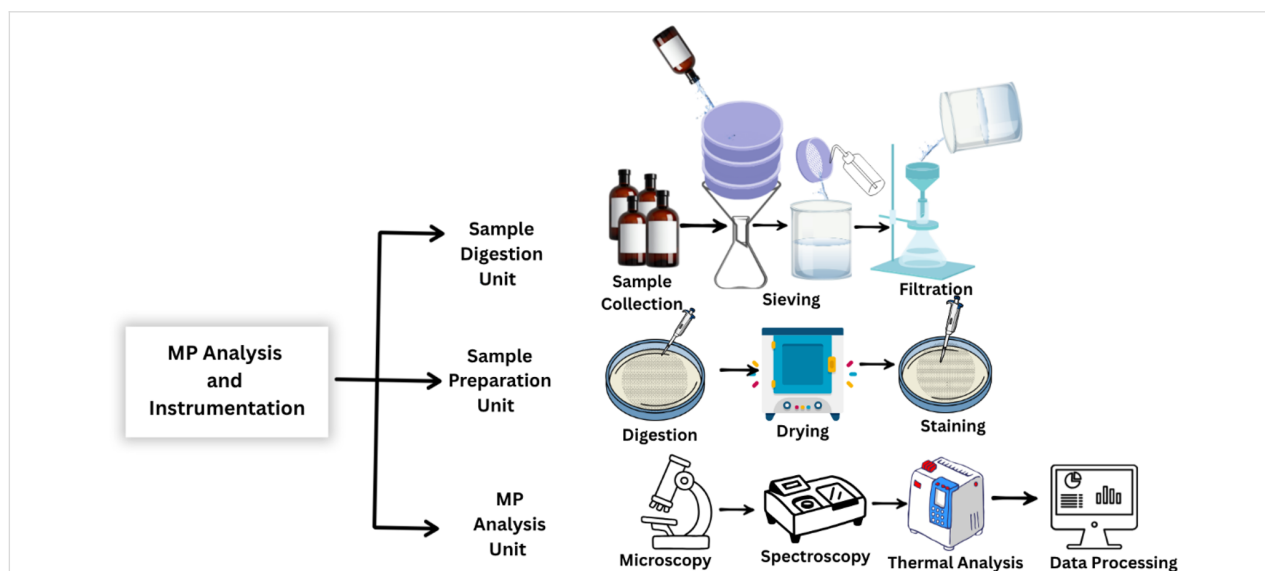 MP Analysis
and
Instrumentation
Sample
Digestion
Unit
Sample
Collection
Sieving
Filtration
Sample
Preparation
Unit
Digestion
Drying
Staining
MP
Analysis
Unit
Microscopy
Spectroscopy
Thermal Analysis
Data Processing